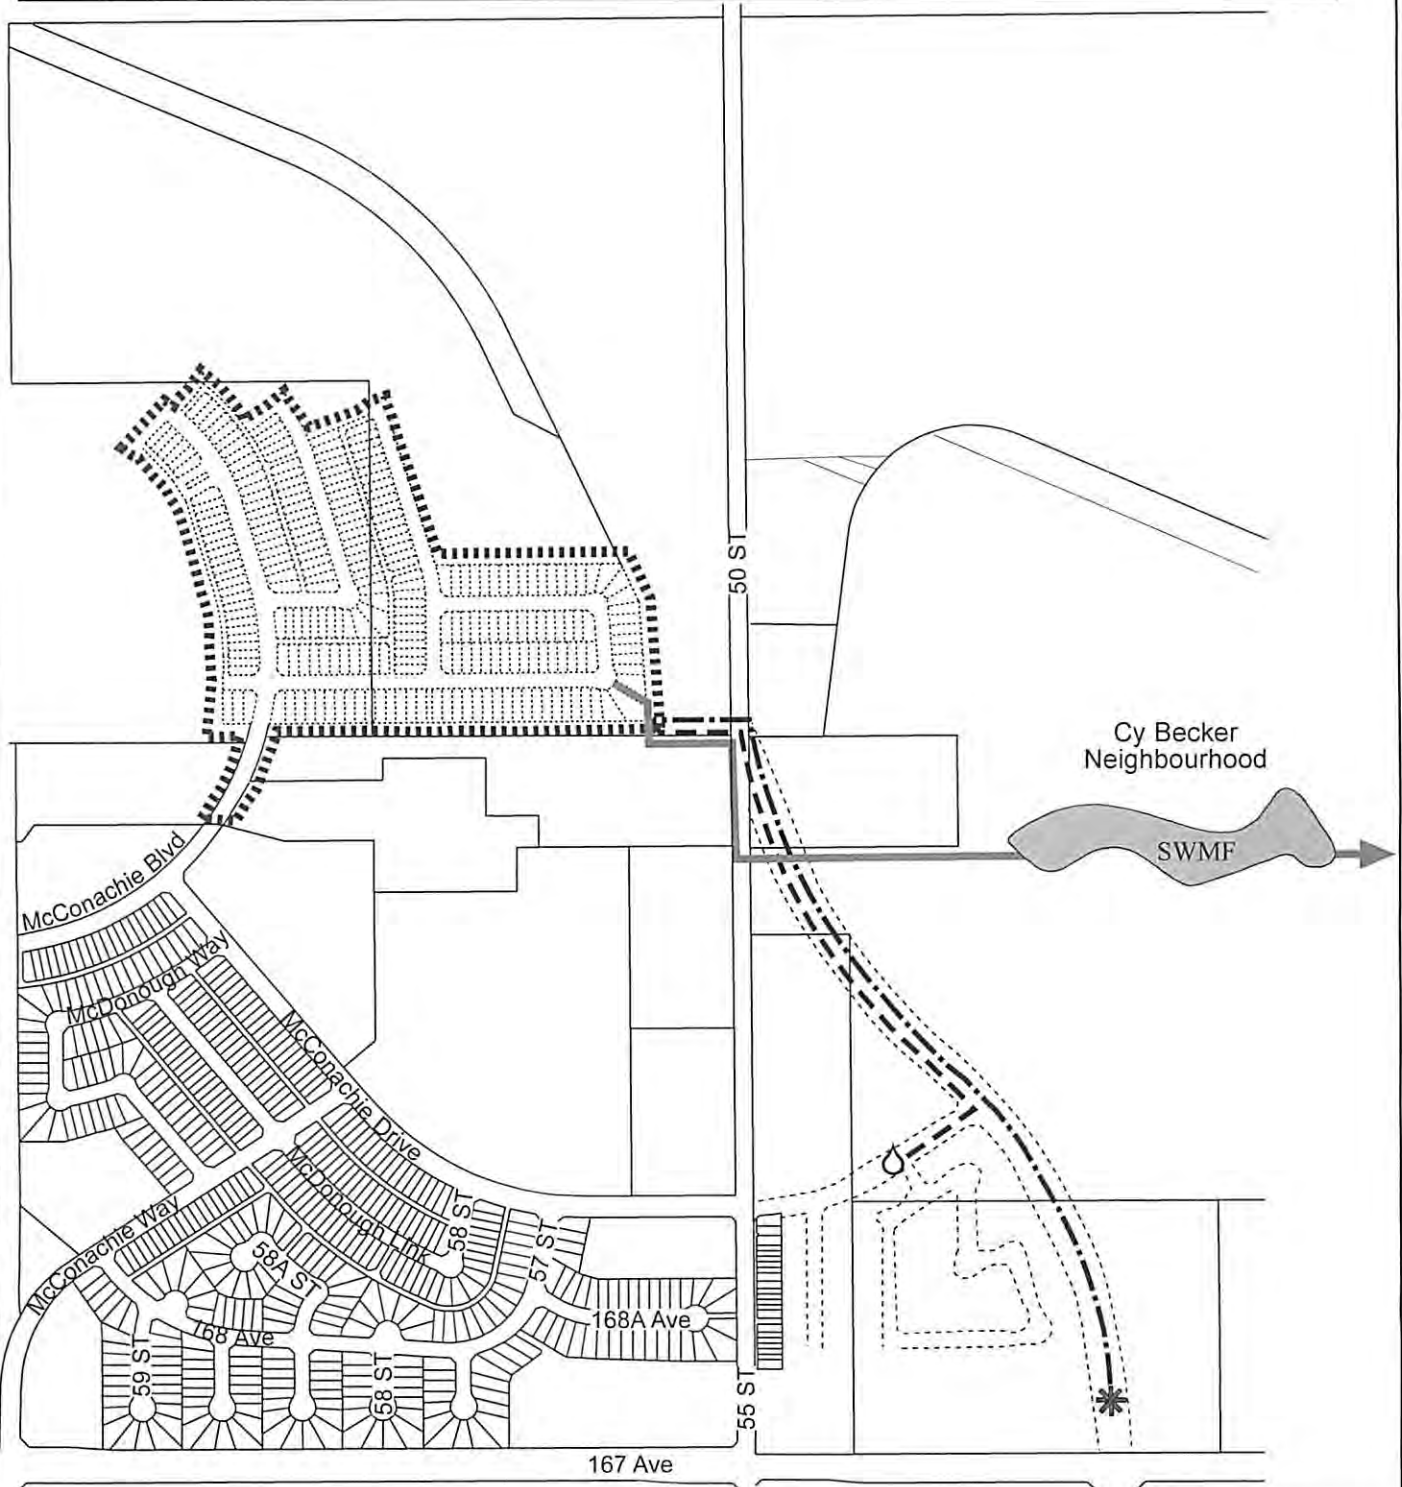 50 ST
Cy Becker
Neighbourhood
SWMF
McConachie Blvd
McDonough Way
McConachie Drive
McDonough Link
58 ST
57 ST
McConachie Way
58A ST
168 Ave
168A Ave
59 ST
58 ST
55 ST
167 Ave